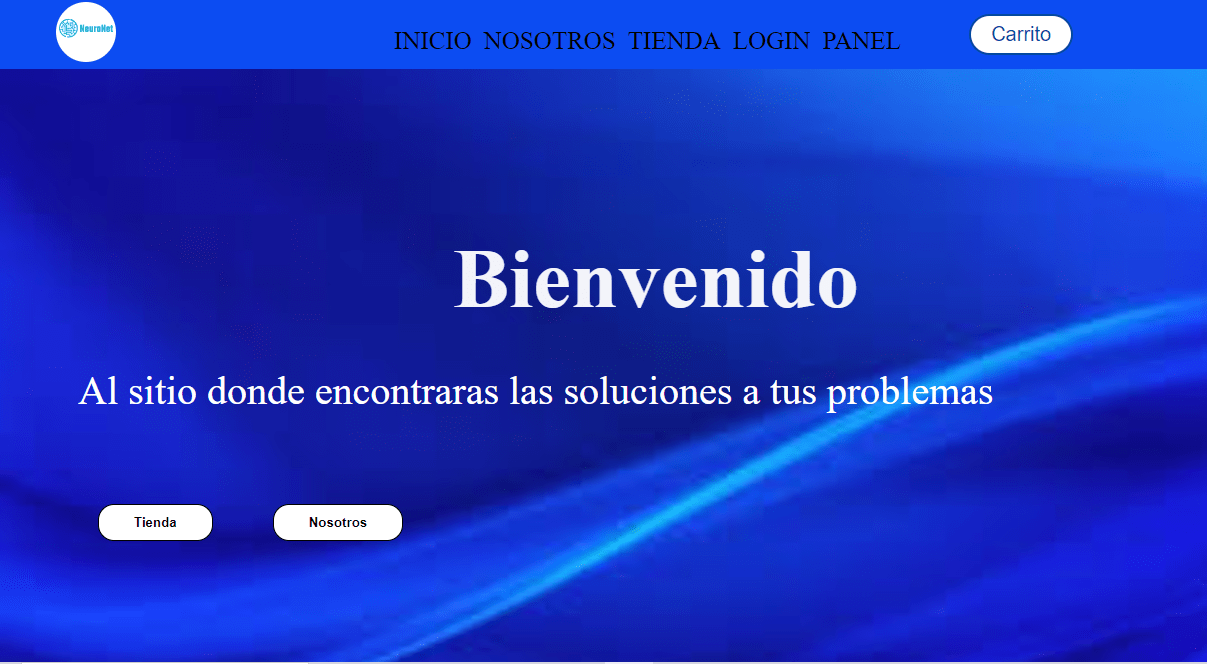 NeuroNet
INICIO NOSOTROS TIENDA LOGIN PANEL
Carrito
Bienvenido
Al sitio donde encontraras las soluciones a tus problemas
Tienda
Nosotros